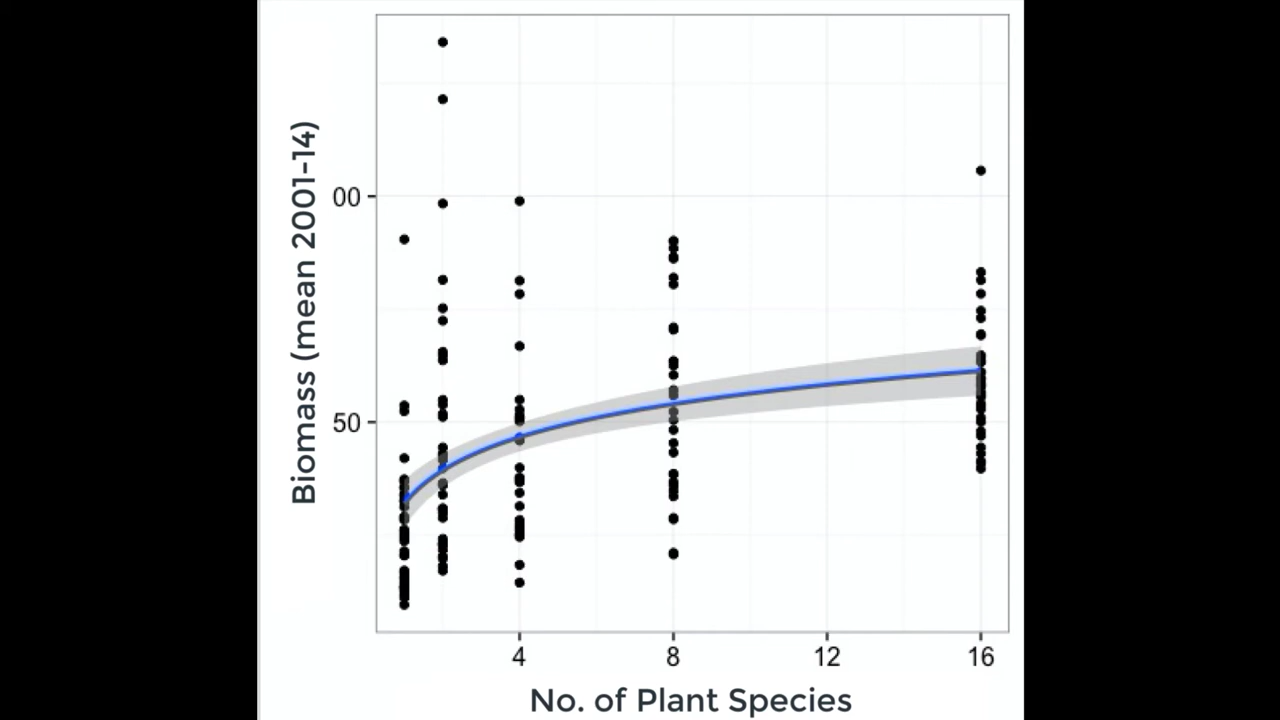 Biomass (mean 2001-14)
00
50
4 8 12 16
No. of Plant Species